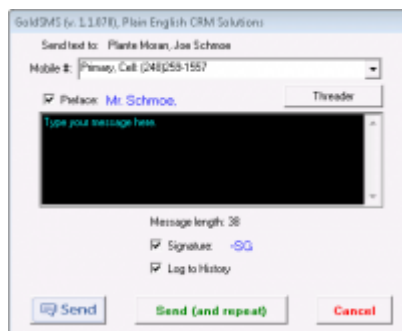 GoldSMS (v. 1.1.078), Plain English CRM Solutions
Send text to: Plante Moran, Joe Schmoe
Mobile #: Primary, Cell: (248)259-1557
Preface: Mr. Schmoe, Threader
Type your message here.
Message length: 38
Signature: -SG
Log to History
Send Send (and repeat) Cancel